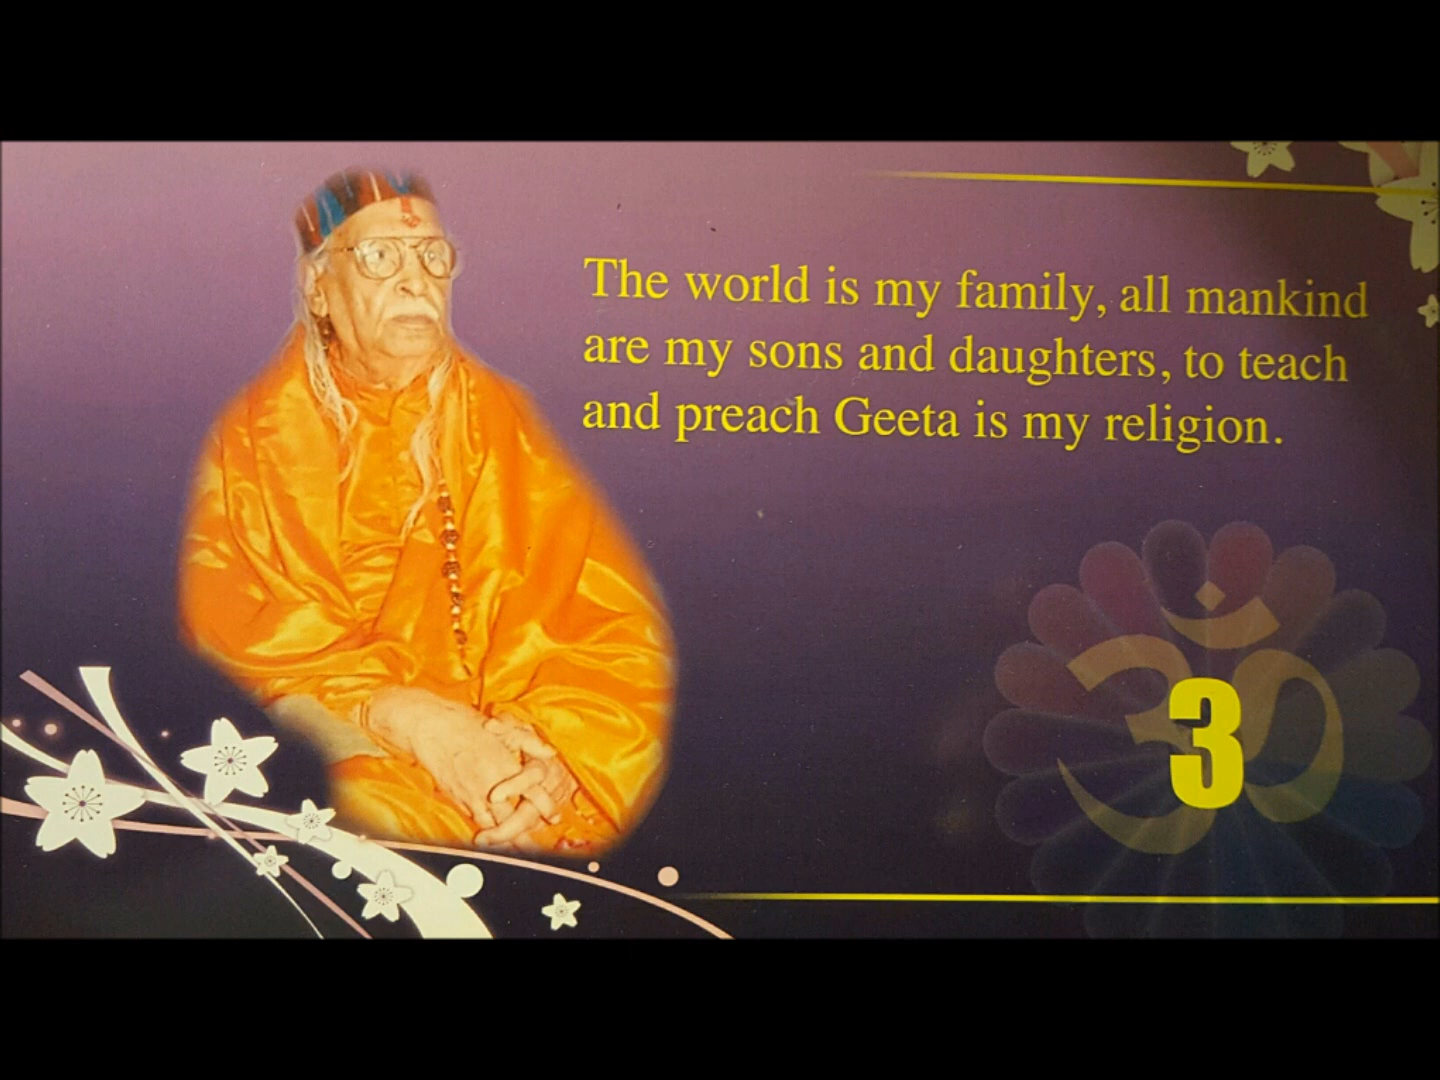 The world is my family, all mankind
are my sons and daughters, to teach
and preach Geeta is my religion.
ॐ
3